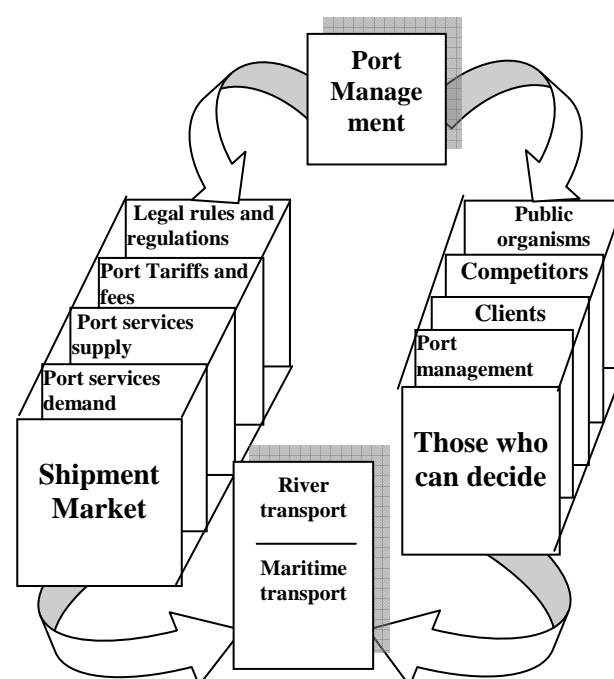 Port
Manage
ment
Legal rules and
regulations
Port Tariffs and
fees
Port services
supply
Port services
demand
Shipment
Market
Public
organisms
Competitors
Clients
Port
management
Those who
can decide
River
transport
Maritime
transport